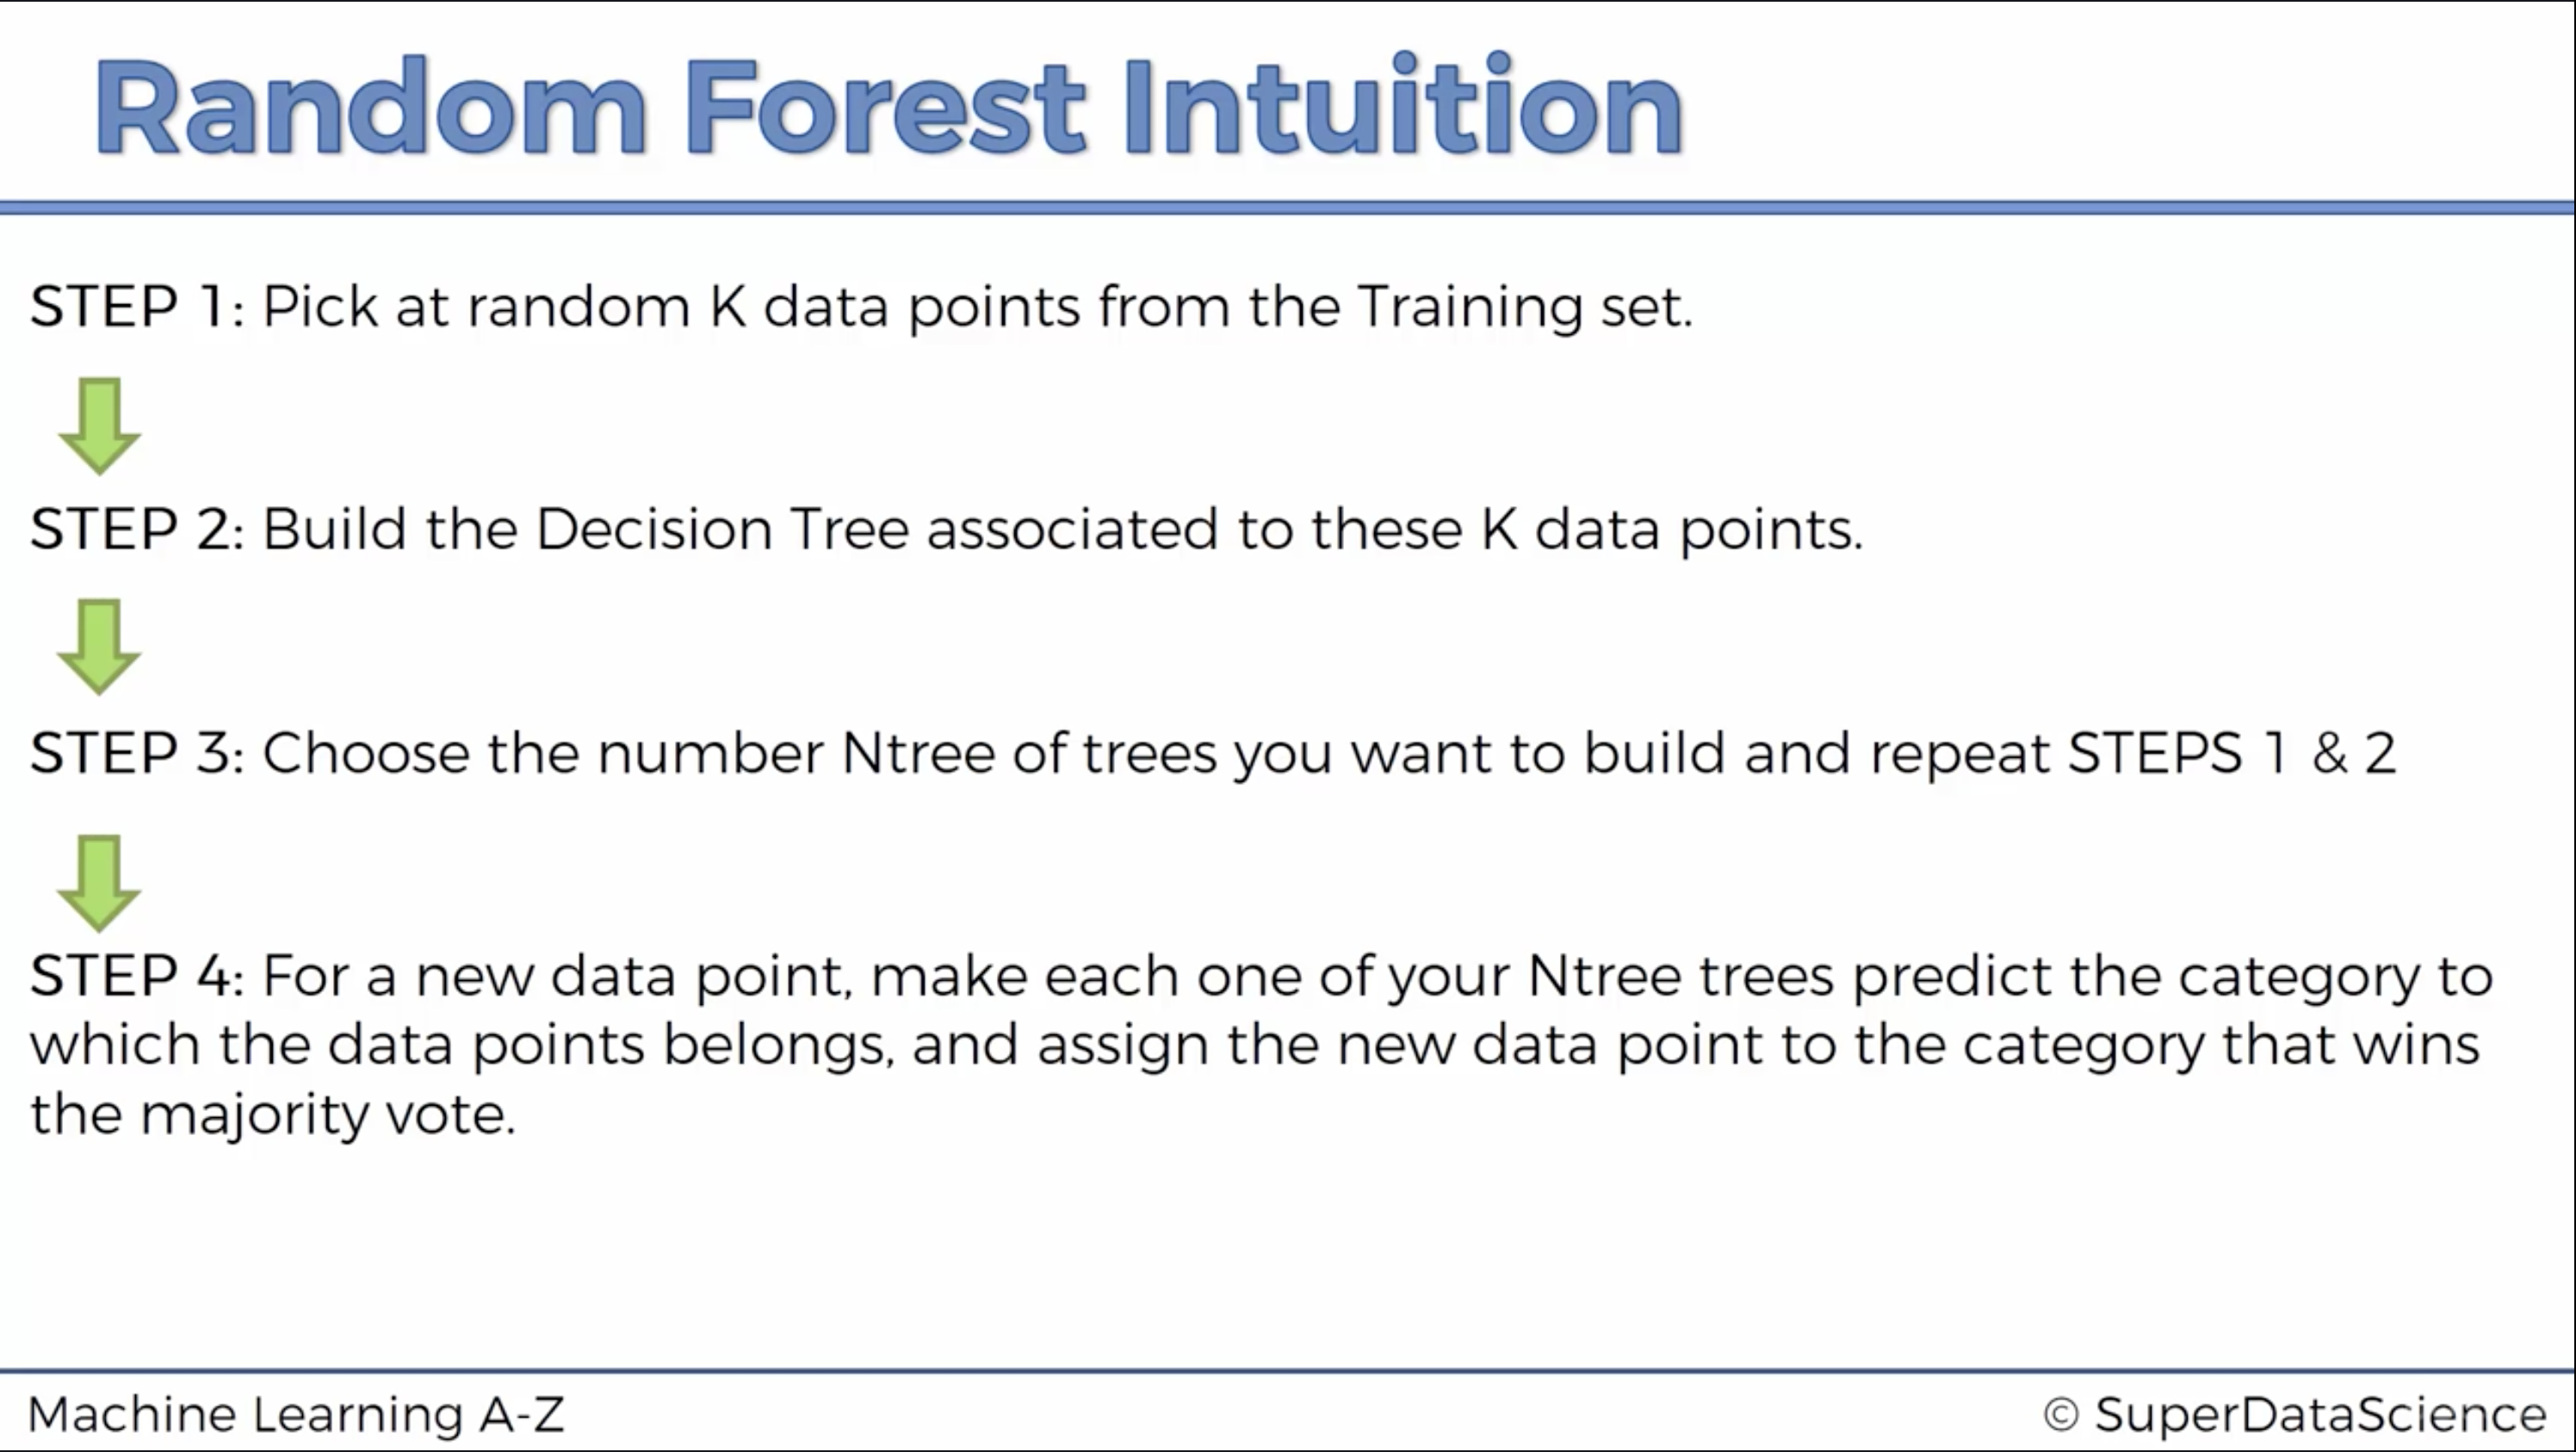 Random Forest Intuition
STEP 1: Pick at random K data points from the Training set.
STEP 2: Build the Decision Tree associated to these K data points.
STEP 3: Choose the number Ntree of trees you want to build and repeat STEPS 1 & 2
STEP 4: For a new data point, make each one of your Ntree trees predict the category to
which the data points belongs, and assign the new data point to the category that wins
the majority vote.
Machine Learning A-Z
© SuperDataScience